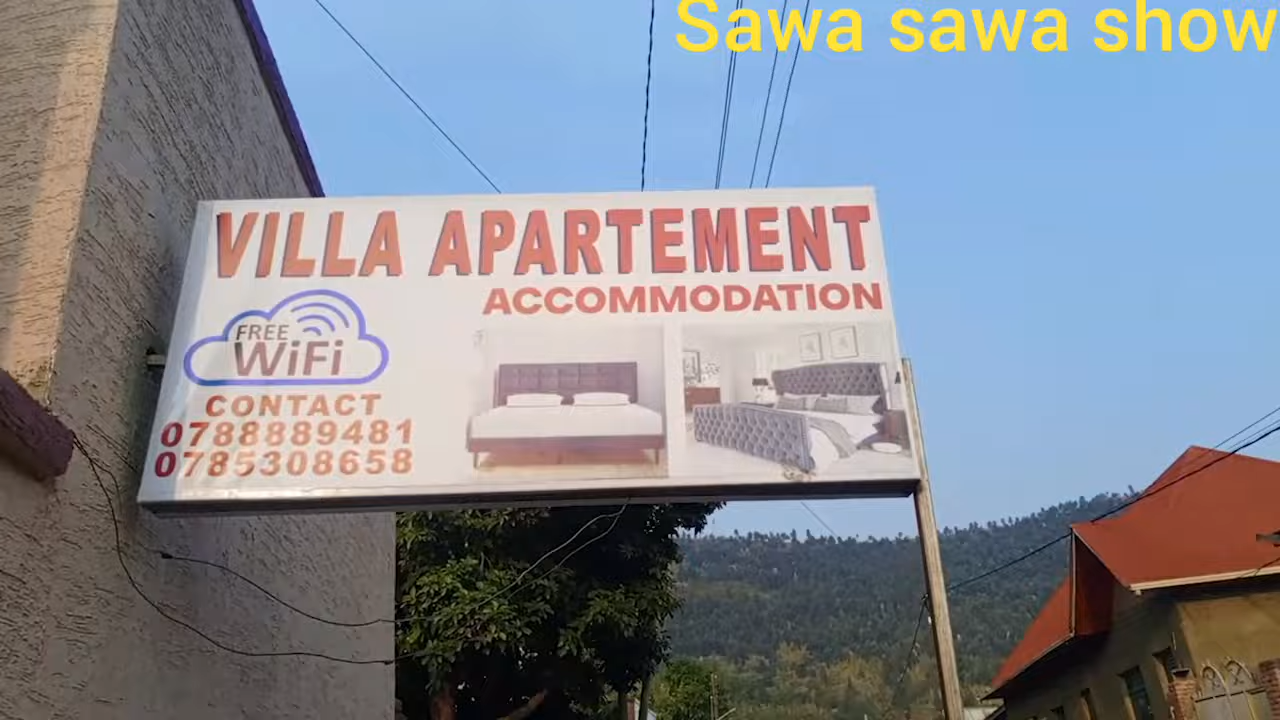 Sawa sawa show
VILLA APARTEMENT
ACCOMMODATION
FREE
WiFi
CONTACT
0788889481
0785308658